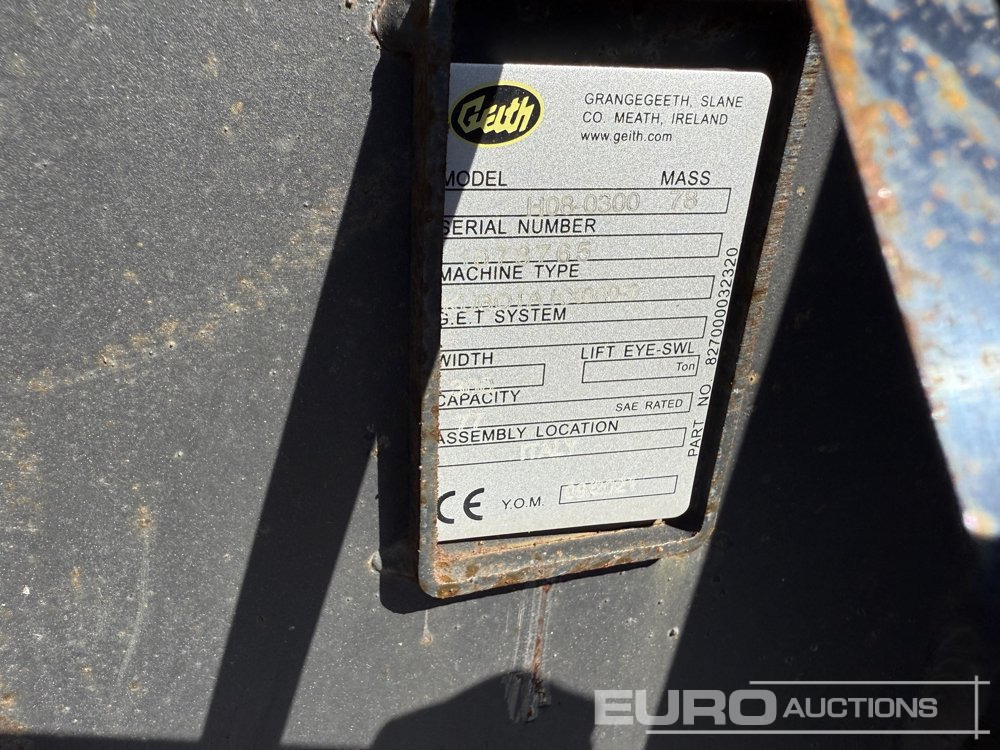 Geith
GRANGEGEETH, SLANE
CO. MEATH, IRELAND
www.geith.com
MODEL MASS
H08-0300 78
SERIAL NUMBER
MACHINE TYPE
G.E.T SYSTEM
WIDTH LIFT EYE-SWL
Ton
CAPACITY
SAE RATED
ASSEMBLY LOCATION
ITALY
CE Y.O.M.
PART NO 827000032320
EURO AUCTIONS